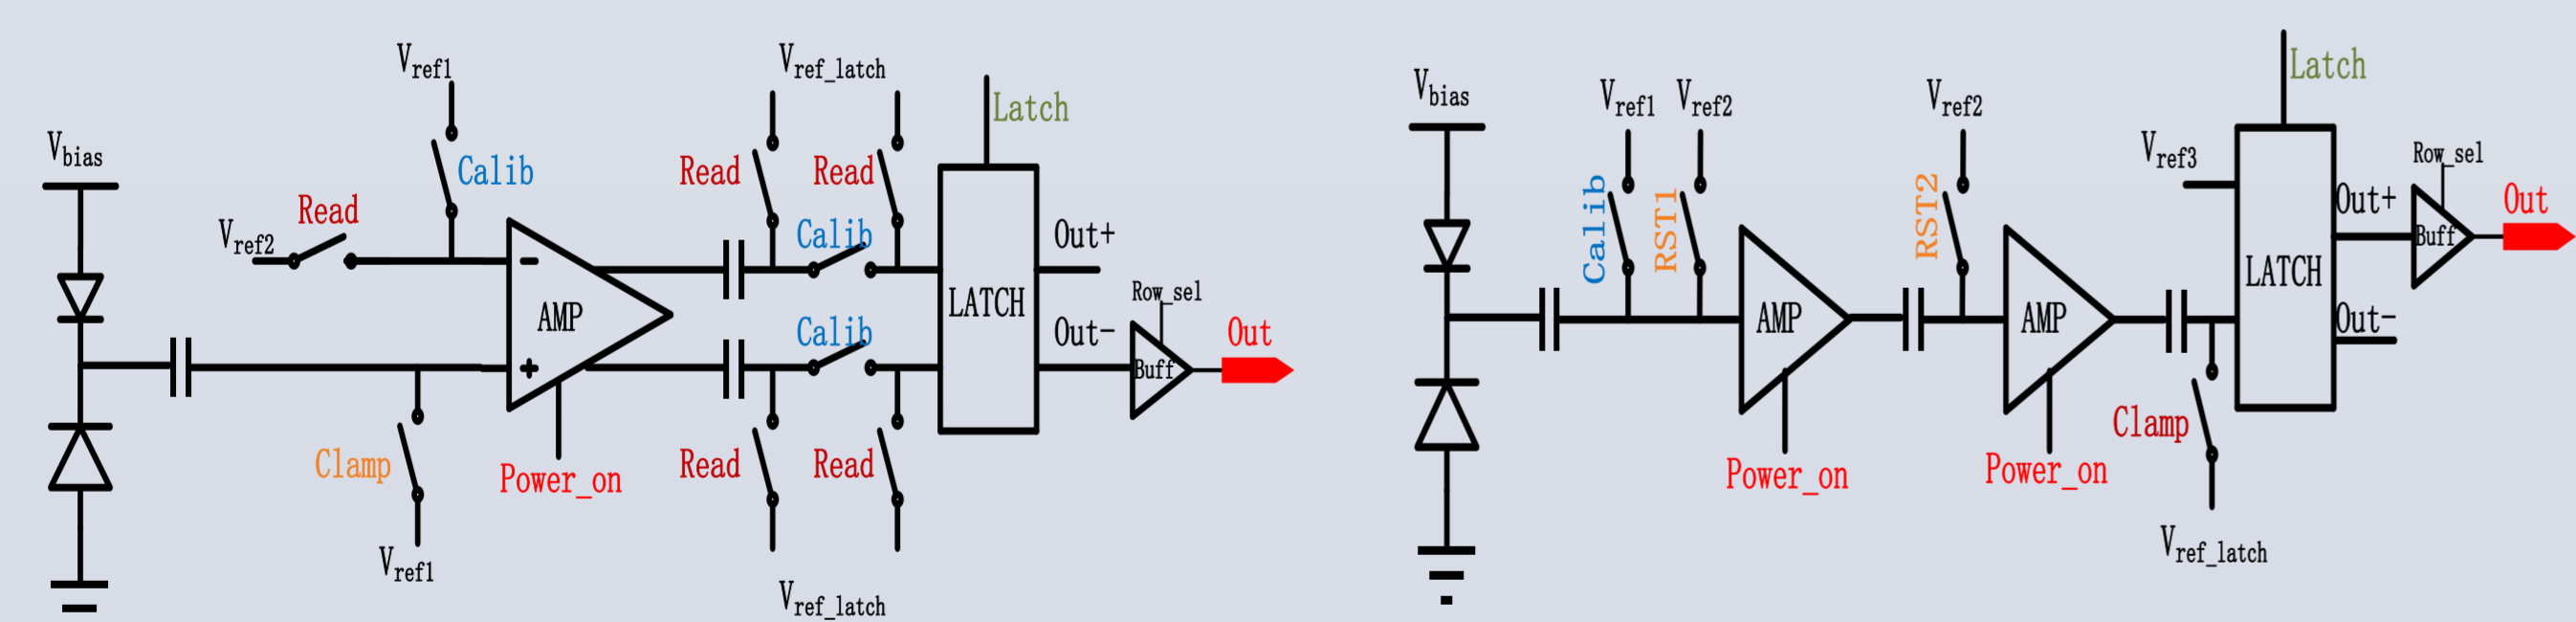 Vbias
Vref1
Calib
Read
Vref2
-
AMP
+
Clamp
Vref1
Power_on
Vref_latch
Read
Read
Calib
Calib
Read
Read
Vref_latch
Latch
LATCH
Out+
Out-
Row_sel
Buff
Out
Vbias
Vref1
Vref2
Calib
RST1
AMP
Power_on
Vref2
RST2
AMP
Power_on
Clamp
Vref_latch
Vref3
Latch
LATCH
Out+
Out-
Row_sel
Buff
Out